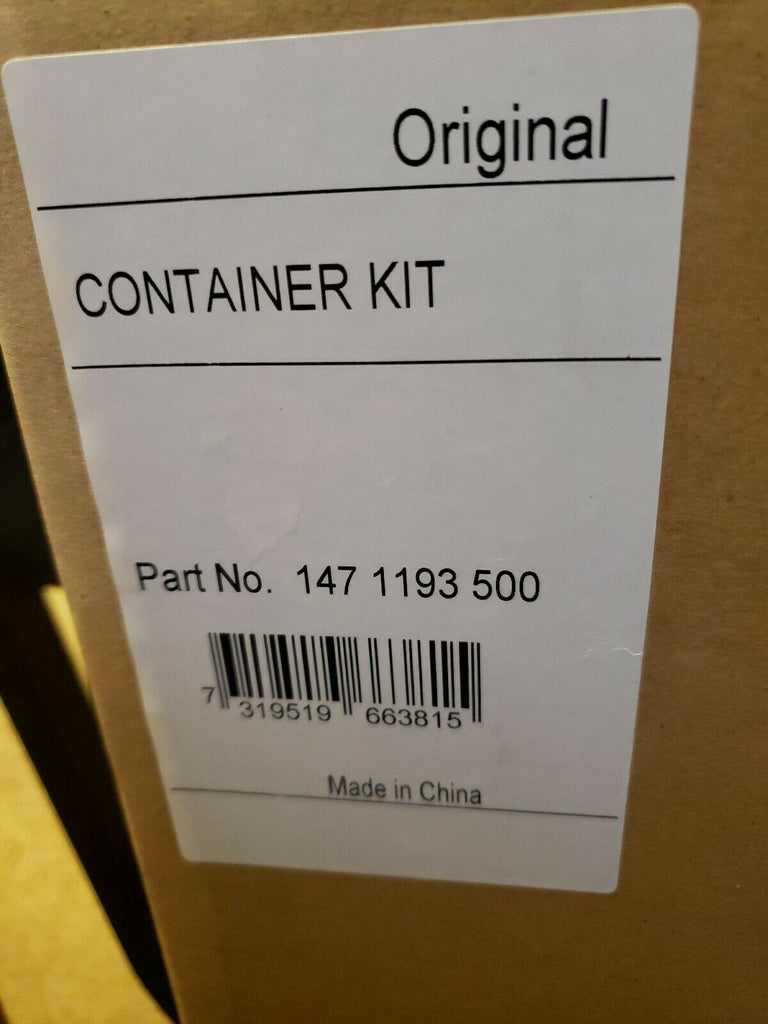 Original
CONTAINER KIT
Part No. 147 1193 500
7 319519 663815
Made in China